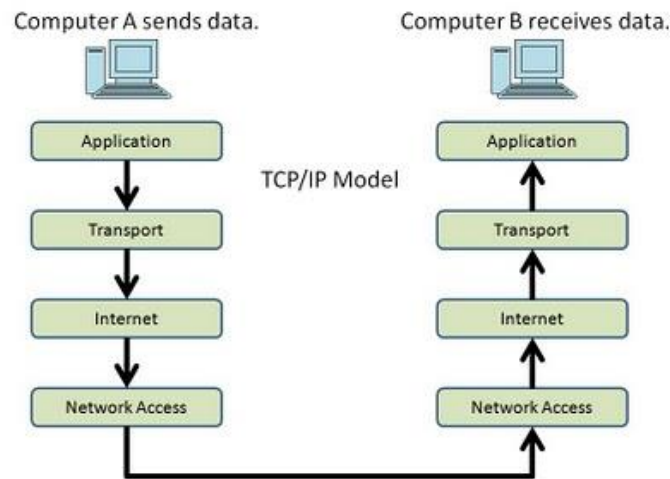 Computer A sends data.
Computer B receives data.
Application
Application
TCP/IP Model
Transport
Transport
Internet
Internet
Network Access
Network Access